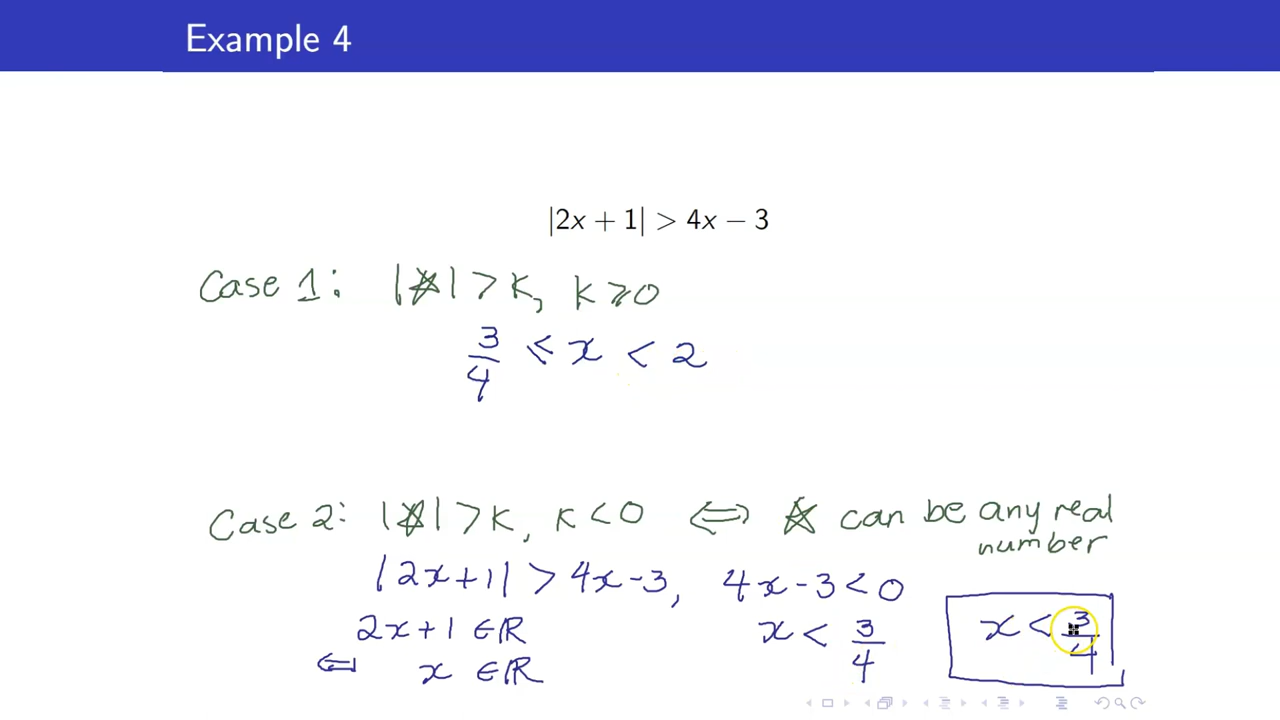 Example 4
|2x + 1| > 4x − 3
Case 1: |☆| > k, k ≥ 0
3/4 ≤ x < 2
Case 2: |☆| > k, k < 0 ⟺ ☆ can be any real number
|2x+1| > 4x-3, 4x-3 < 0
2x+1 ∈ ℝ x < 3/4 x < 3/4
⟺ x ∈ ℝ